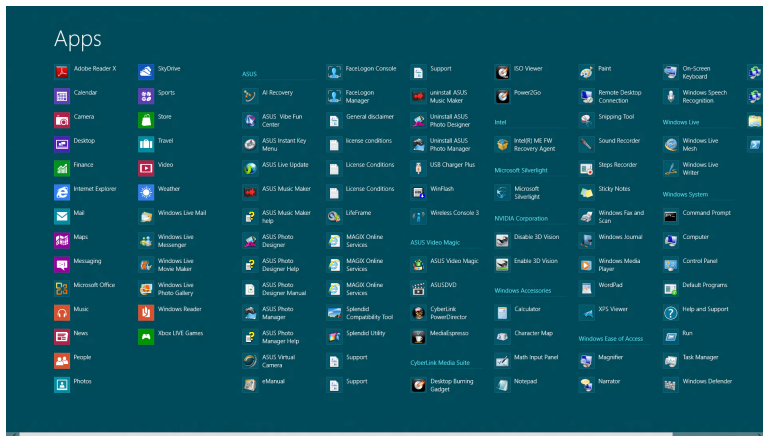 Apps
Adobe Reader X
Calendar
Camera
Desktop
Finance
Internet Explorer
Mail
Maps
Messaging
Microsoft Office
Music
News
People
Photos
SkyDrive
Sports
Store
Travel
Video
Weather
Windows Live Mail
Windows Live
Messenger
Windows Live
Movie Maker
Windows Live
Photo Gallery
Windows Reader
Xbox LIVE Games
ASUS
AI Recovery
ASUS Vibe Fun
Center
ASUS Instant Key
Menu
ASUS Live Update
ASUS Music Maker
ASUS Music Maker
help
ASUS Photo
Designer
ASUS Photo
Designer Help
ASUS Photo
Designer Manual
ASUS Photo
Manager
ASUS Photo
Manager Help
ASUS Virtual
Camera
eManual
FaceLogon Console
FaceLogon
Manager
General disclaimer
license conditions
License Conditions
License Conditions
LifeFrame
MAGIX Online
Services
MAGIX Online
Services
MAGIX Online
Services
Splendid
Compatibility Tool
Splendid Utility
Support
Support
Support
uninstall ASUS
Music Maker
Uninstall ASUS
Photo Designer
Uninstall ASUS
Photo Manager
USB Charger Plus
WinFlash
Wireless Console 3
ASUS Video Magic
ASUS Video Magic
ASUSDVD
CyberLink
PowerDirector
MediaEspresso
CyberLink Media Suite
Desktop Burning
Gadget
ISO Viewer
Power2Go
Intel
Intel(R) ME FW
Recovery Agent
Microsoft Silverlight
Microsoft
Silverlight
NVIDIA Corporation
Disable 3D Vision
Enable 3D Vision
Windows Accessories
Calculator
Character Map
Math Input Panel
Notepad
Paint
Remote Desktop
Connection
Snipping Tool
Sound Recorder
Steps Recorder
Sticky Notes
Windows Fax and
Scan
Windows Journal
Windows Media
Player
WordPad
XPS Viewer
Windows Ease of Access
Magnifier
Narrator
On-Screen
Keyboard
Windows Speech
Recognition
Windows Live
Windows Live
Mesh
Windows Live
Writer
Windows System
Command Prompt
Computer
Control Panel
Default Programs
Help and Support
Run
Task Manager
Windows Defender